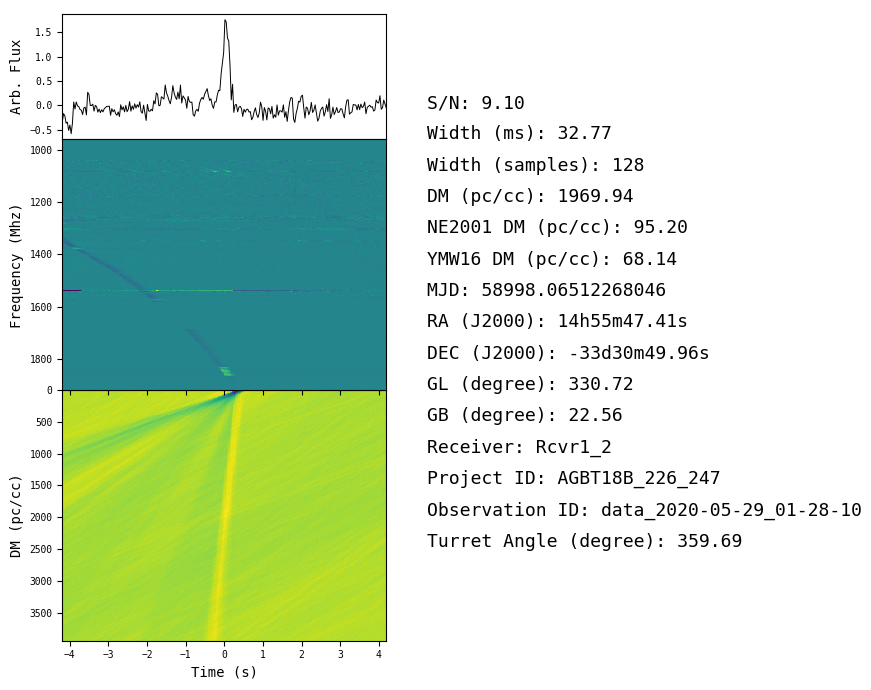 Arb. Flux
1.5
1.0
0.5
0.0
−0.5
Frequency (Mhz)
1000
1200
1400
1600
1800
DM (pc/cc)
0
500
1000
1500
2000
2500
3000
3500
−4 −3 −2 −1 0 1 2 3 4
Time (s)
S/N: 9.10
Width (ms): 32.77
Width (samples): 128
DM (pc/cc): 1969.94
NE2001 DM (pc/cc): 95.20
YMW16 DM (pc/cc): 68.14
MJD: 58998.06512268046
RA (J2000): 14h55m47.41s
DEC (J2000): -33d30m49.96s
GL (degree): 330.72
GB (degree): 22.56
Receiver: Rcvr1_2
Project ID: AGBT18B_226_247
Observation ID: data_2020-05-29_01-28-10
Turret Angle (degree): 359.69